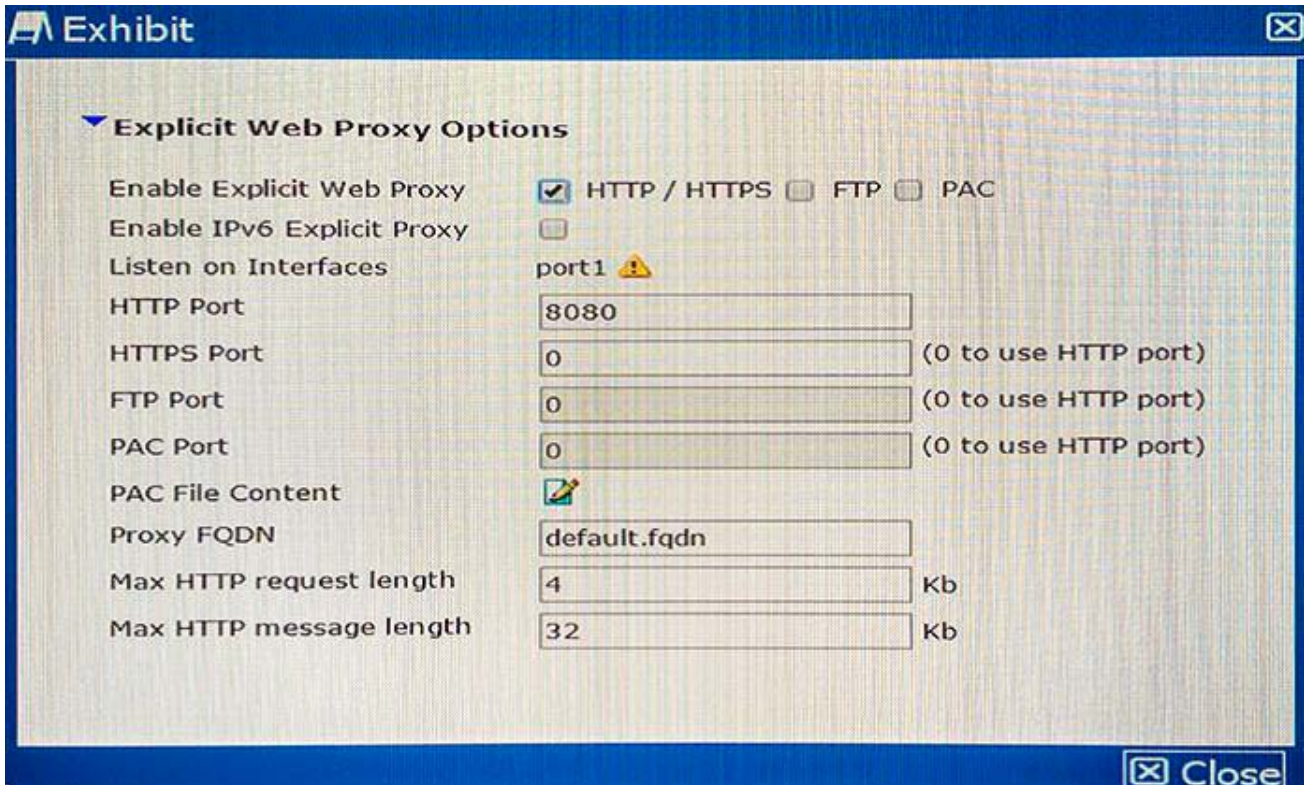 Exhibit
Explicit Web Proxy Options
Enable Explicit Web Proxy HTTP / HTTPS FTP PAC
Enable IPv6 Explicit Proxy
Listen on Interfaces port1
HTTP Port 8080
HTTPS Port 0 (0 to use HTTP port)
FTP Port 0 (0 to use HTTP port)
PAC Port 0 (0 to use HTTP port)
PAC File Content
Proxy FQDN default.fqdn
Max HTTP request length 4 Kb
Max HTTP message length 32 Kb
Close